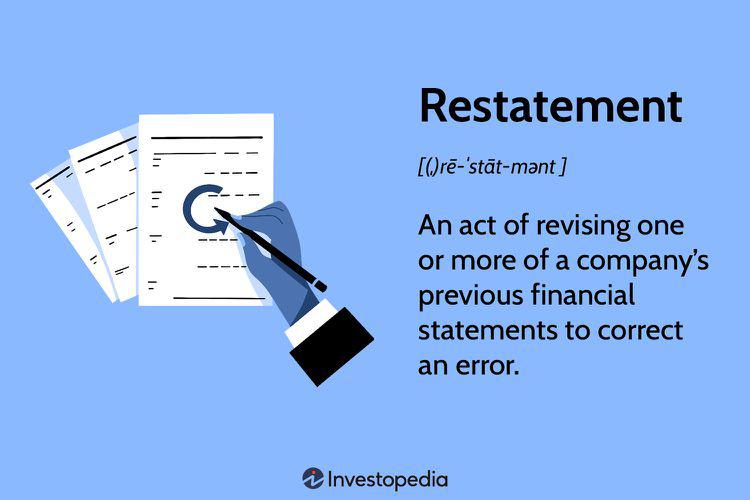 Restatement
[(ˌ)rē-ˈstāt-mənt ]
An act of revising one
or more of a company’s
previous financial
statements to correct
an error.
Investopedia